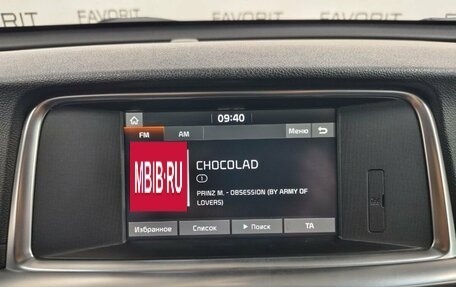 FAVORIT
09:40
FM AM Меню
MBIB·RU
CHOCOLAD
1
PRINZ M. - OBSESSION (BY ARMY OF
LOVERS)
Избранное Список Поиск TA